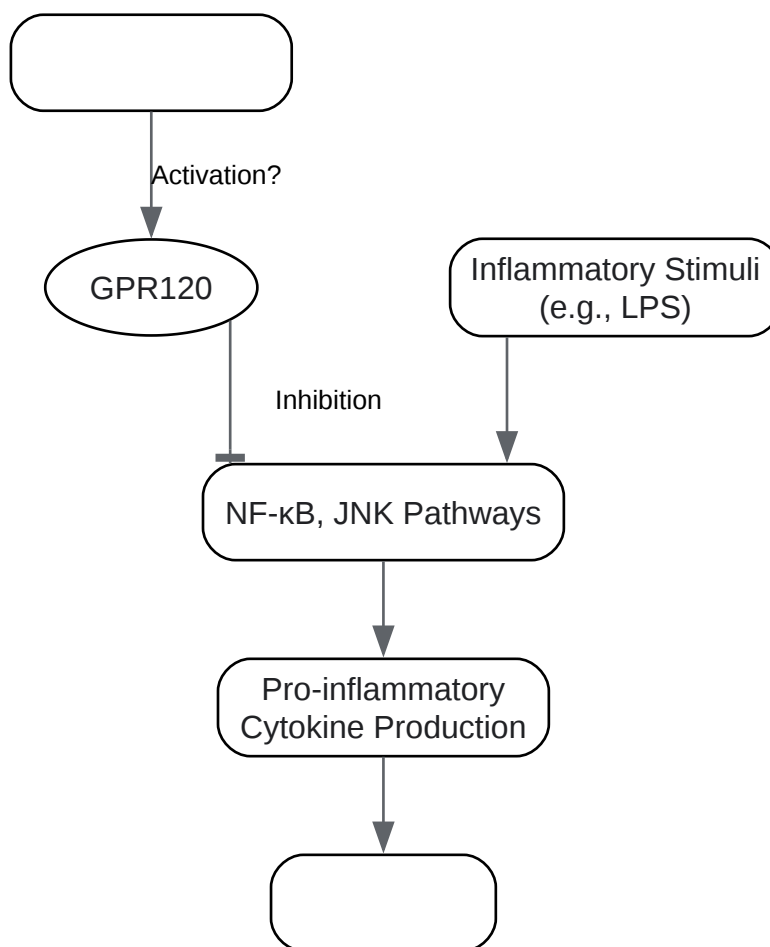 Activation?
GPR120
Inflammatory Stimuli
(e.g., LPS)
Inhibition
NF-κB, JNK Pathways
Pro-inflammatory
Cytokine Production